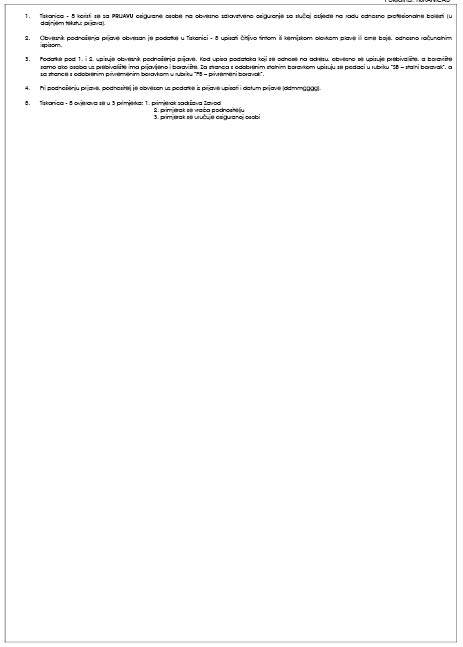 1. Tiskanica - 8 koristi se za PRIJAVU osigurane osobe na obvezno zdravstveno osiguranje za slučaj ozljede na radu odnosno profesionalne bolesti (u
daljnjem tekstu: prijava).
2. Obveznik podnošenja prijave obvezan je podatke u Tiskanici - 8 upisati čitljivo tintom ili kemijskom olovkom plave ili crne boje, odnosno računalnim
ispisom.
3. Podatke pod 1. i 2. upisuje obveznik podnošenja prijave. Kod upisa podataka koji se odnose na adresu, obvezno se upisuje prebivalište, a boravište
samo ako osoba uz prebivalište ima prijavljeno i boravište. Za stranca s odobrenim stalnim boravkom upisuju se podaci u rubriku "SB – stalni boravak", a
za stranca s odobrenim privremenim boravkom u rubriku "PB – privremeni boravak".
4. Pri podnošenju prijave, podnositelj je obvezan uz podatke iz prijave upisati i datum prijave (ddmmgggg).
5. Tiskanica - 8 ovjerava se u 3 primjerka: 1. primjerak sadržava Zavod
2. primjerak se vraća podnositelju
3. primjerak se uručuje osiguranoj osobi